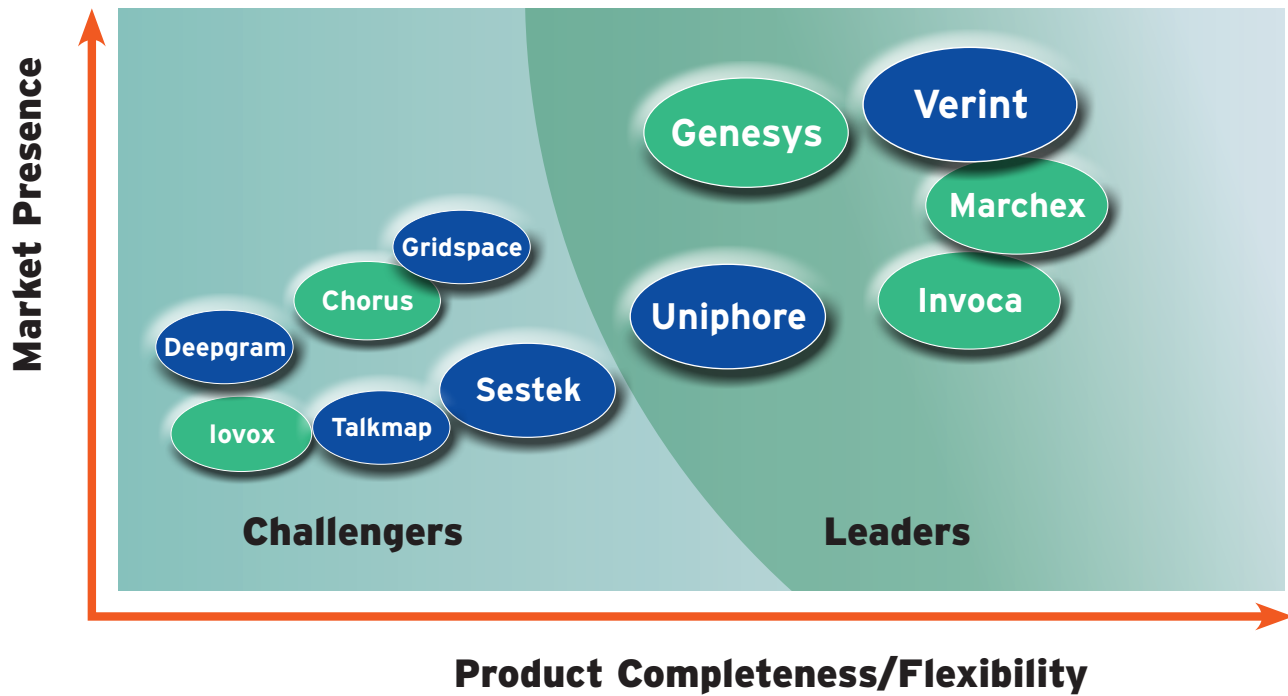 Market Presence
Genesys
Verint
Marchex
Gridspace
Chorus
Invoca
Uniphore
Deepgram
Sestek
Iovox
Talkmap
Challengers
Leaders
Product Completeness/Flexibility